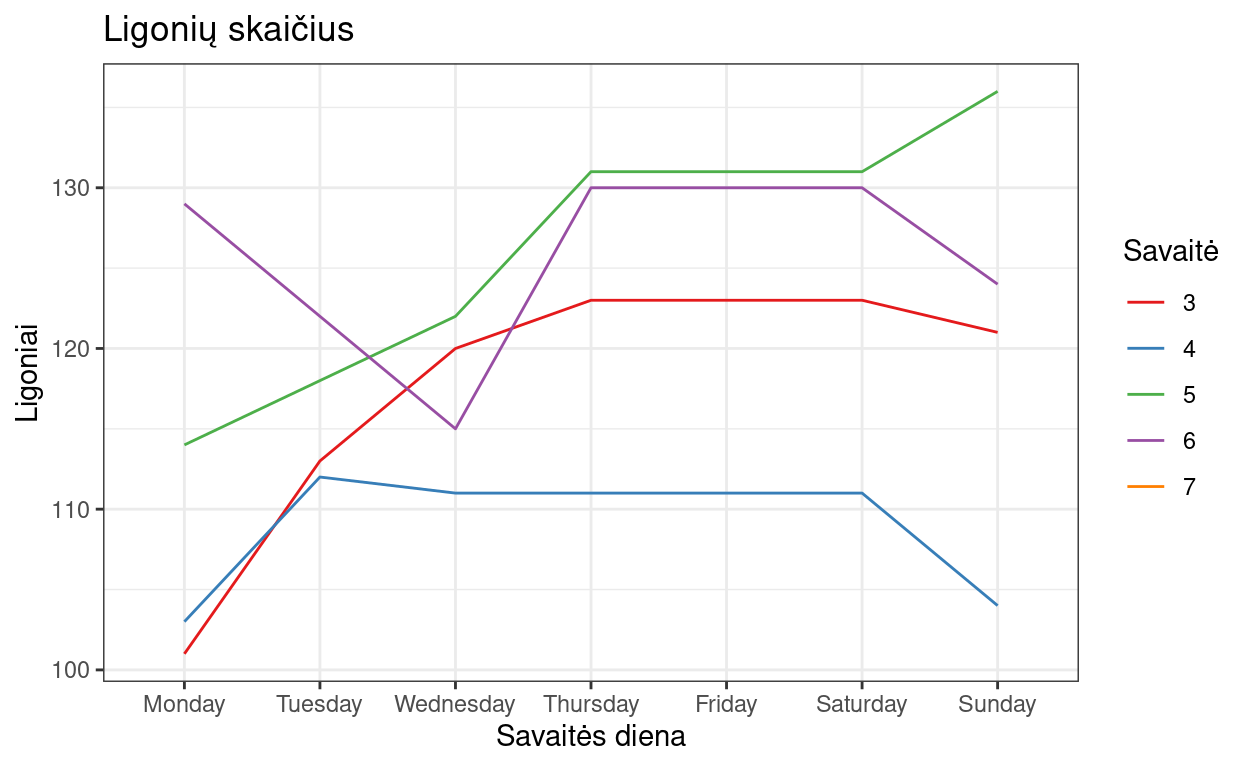 Ligonių skaičius
130
120
110
100
Ligoniai
Monday Tuesday Wednesday Thursday Friday Saturday Sunday
Savaitės diena
Savaitė
3
4
5
6
7